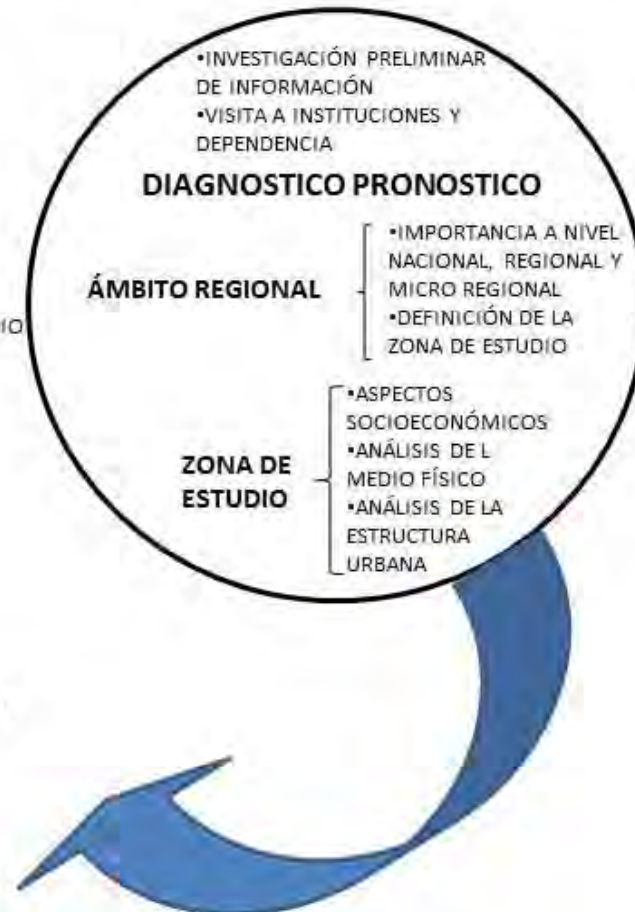 •INVESTIGACIÓN PRELIMINAR
DE INFORMACIÓN
•VISITA A INSTITUCIONES Y
DEPENDENCIA
DIAGNOSTICO PRONOSTICO
ÁMBITO REGIONAL
•IMPORTANCIA A NIVEL
NACIONAL, REGIONAL Y
MICRO REGIONAL
•DEFINICIÓN DE LA
ZONA DE ESTUDIO
IO
ZONA DE
ESTUDIO
•ASPECTOS
SOCIOECONÓMICOS
•ANÁLISIS DE L
MEDIO FÍSICO
•ANÁLISIS DE LA
ESTRUCTURA
URBANA